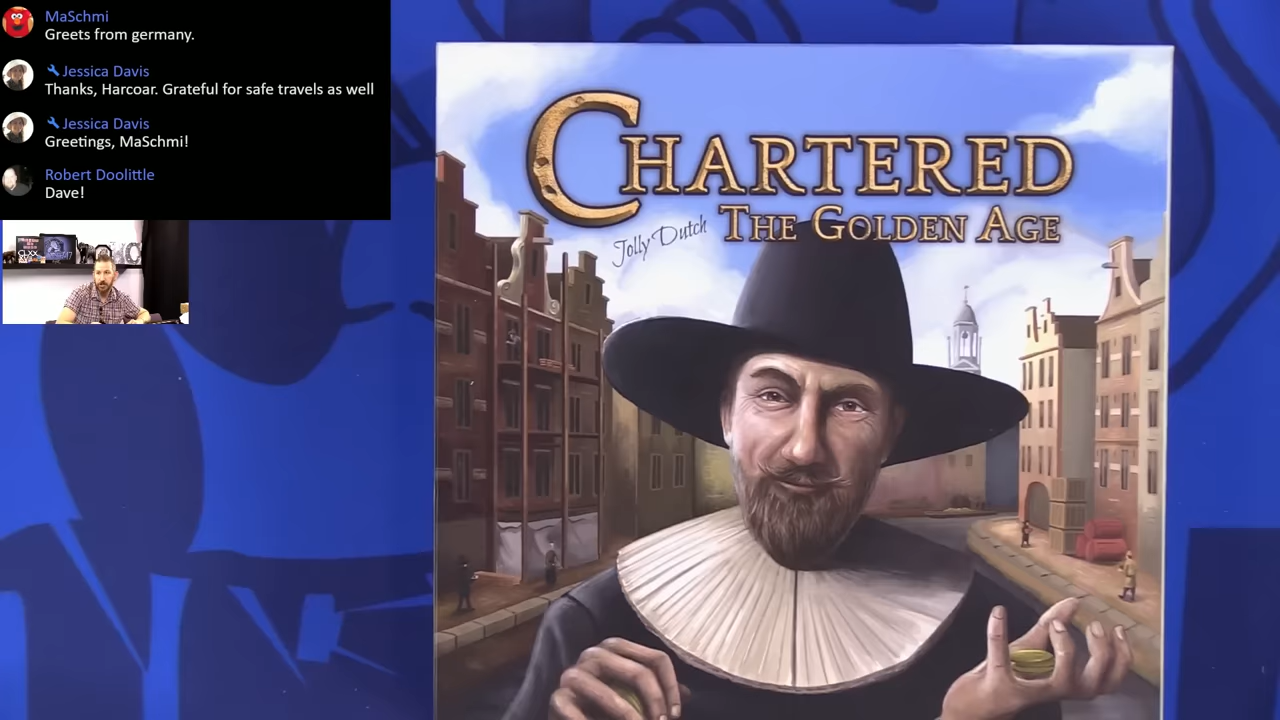 MaSchmi
Greets from germany.
Jessica Davis
Thanks, Harcoar. Grateful for safe travels as well
Jessica Davis
Greetings, MaSchmi!
Robert Doolittle
Dave!
CHARTERED
Jolly Dutch
THE GOLDEN AGE